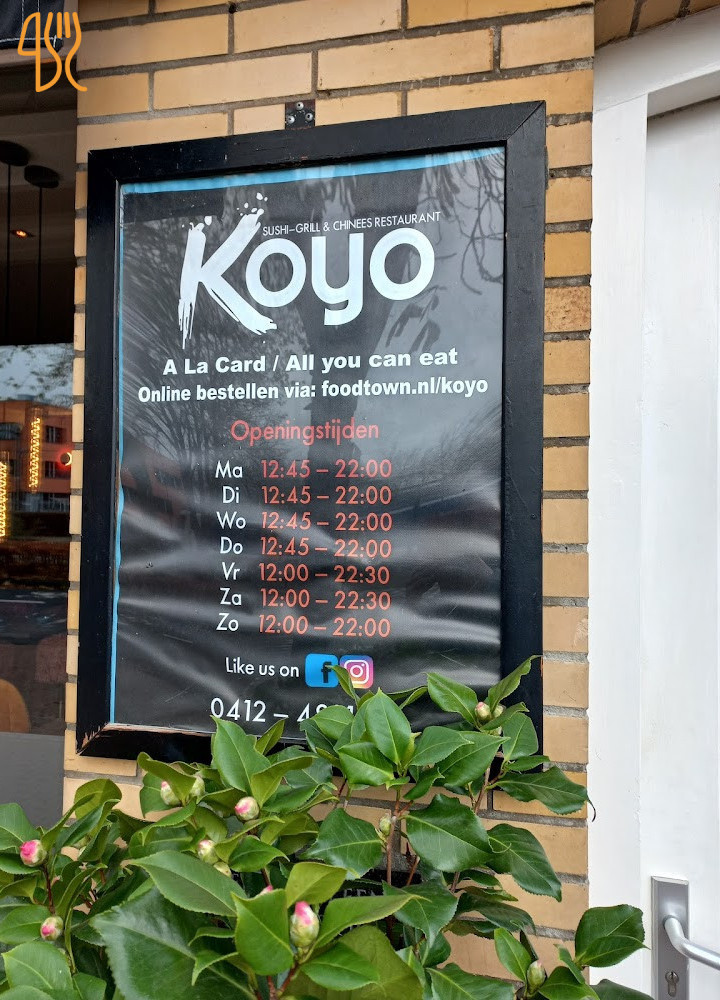 SUSHI-GRILL & CHINEES RESTAURANT
Koyo
A La Card / All you can eat
Online bestellen via: foodtown.nl/koyo
Openingstijden
Ma 12:45 – 22:00
Di 12:45 – 22:00
Wo 12:45 – 22:00
Do 12:45 – 22:00
Vr 12:00 – 22:30
Za 12:00 – 22:30
Zo 12:00 – 22:00
Like us on
0412 –